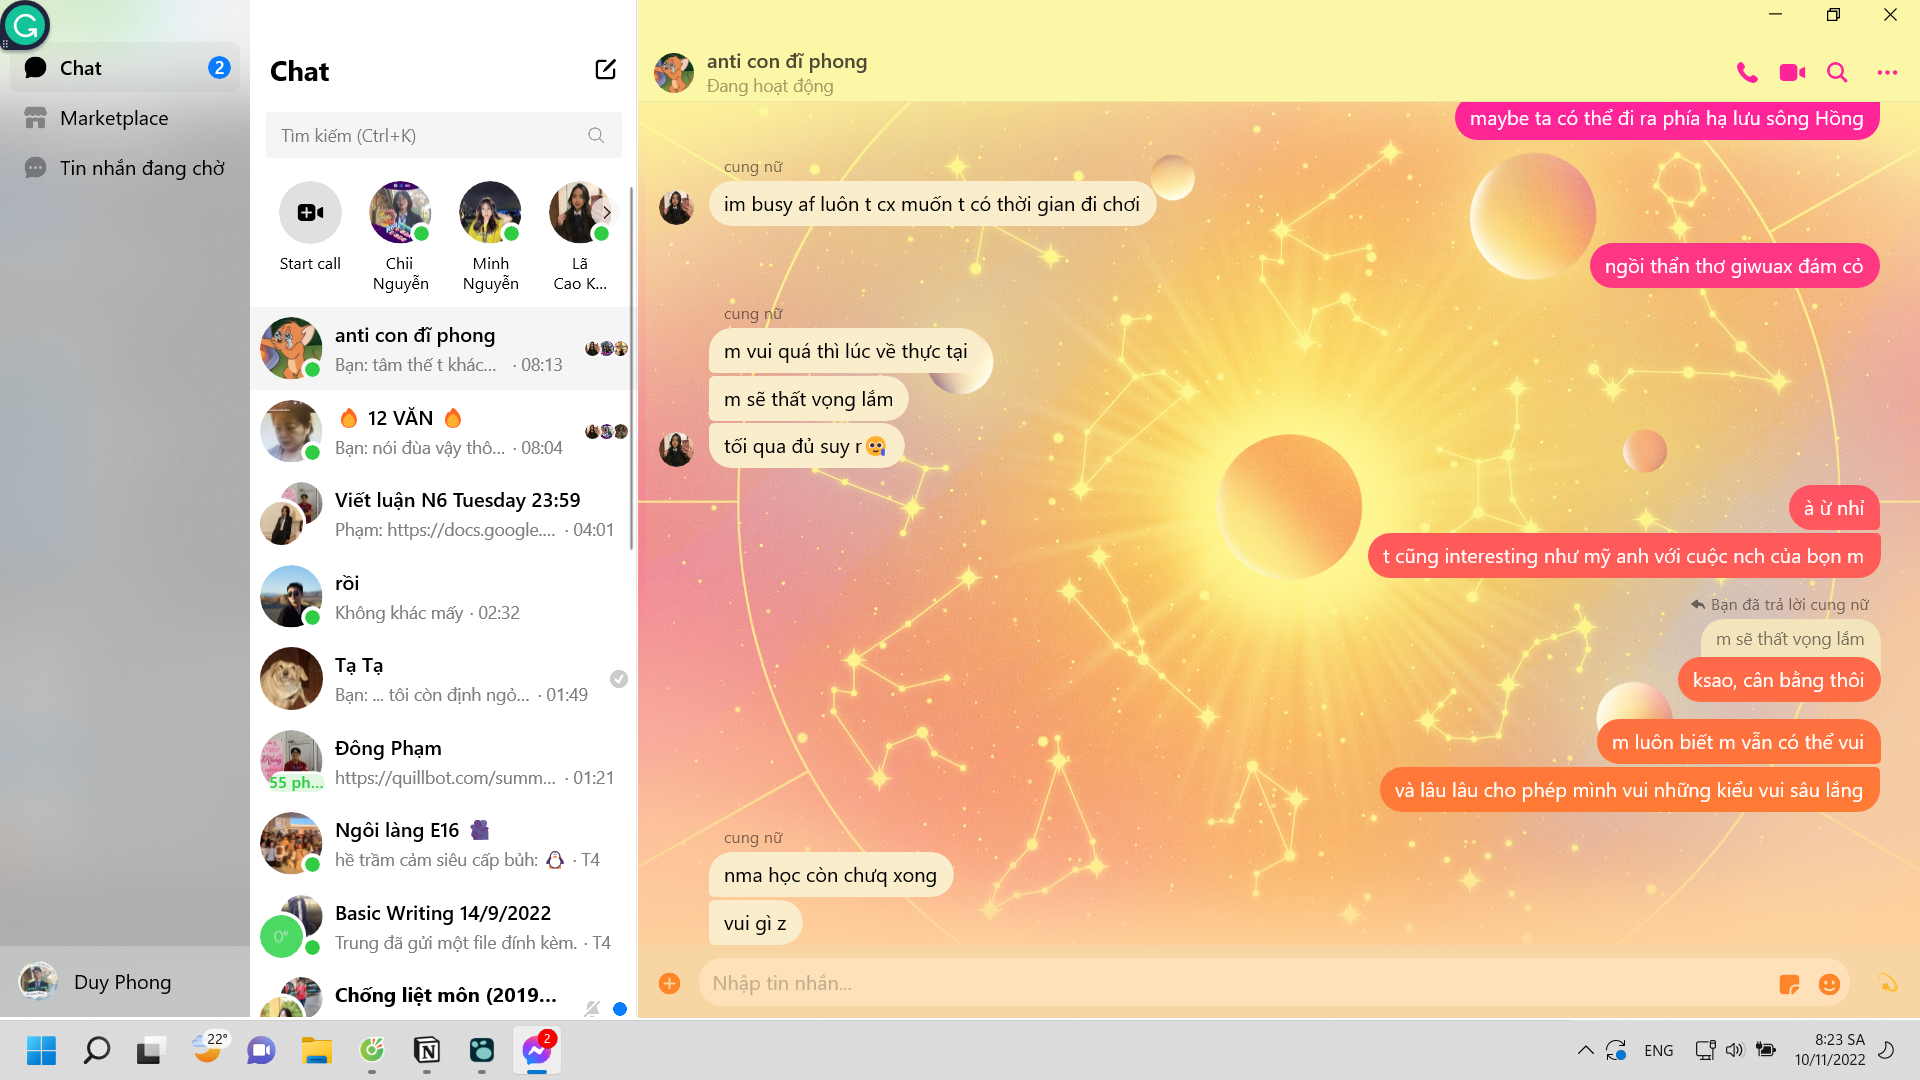 Chat
2
Marketplace
Tin nhắn đang chờ
Duy Phong
Chat
Tìm kiếm (Ctrl+K)
Start call
Chii
Nguyễn
Minh
Nguyễn
Lã
Cao K...
anti con đĩ phong
Bạn: tâm thế t khác... · 08:13
🔥 12 VĂN 🔥
Bạn: nói đùa vậy thô... · 08:04
Viết luận N6 Tuesday 23:59
Phạm: https://docs.google.... · 04:01
rồi
Không khác mấy · 02:32
Tạ Tạ
Bạn: ... tôi còn định ngỏ... · 01:49
Đông Phạm
https://quillbot.com/summ... · 01:21
55 ph...
Ngôi làng E16
hề trầm cảm siêu cấp bủh: 🐧 · T4
Basic Writing 14/9/2022
Trung đã gửi một file đính kèm. · T4
Chống liệt môn (2019...
anti con đĩ phong
Đang hoạt động
maybe ta có thể đi ra phía hạ lưu sông Hồng
cung nữ
im busy af luôn t cx muốn t có thời gian đi chơi
ngồi thẩn thơ giwuax đám cỏ
cung nữ
m vui quá thì lúc về thực tại
m sẽ thất vọng lắm
tối qua đủ suy r🥲
à ừ nhỉ
t cũng interesting như mỹ anh với cuộc nch của bọn m
Bạn đã trả lời cung nữ
m sẽ thất vọng lắm
ksao, cân bằng thôi
m luôn biết m vẫn có thể vui
và lâu lâu cho phép mình vui những kiểu vui sâu lắng
cung nữ
nma học còn chưq xong
vui gì z
Nhập tin nhắn...
22°
2
ENG
8:23 SA
10/11/2022